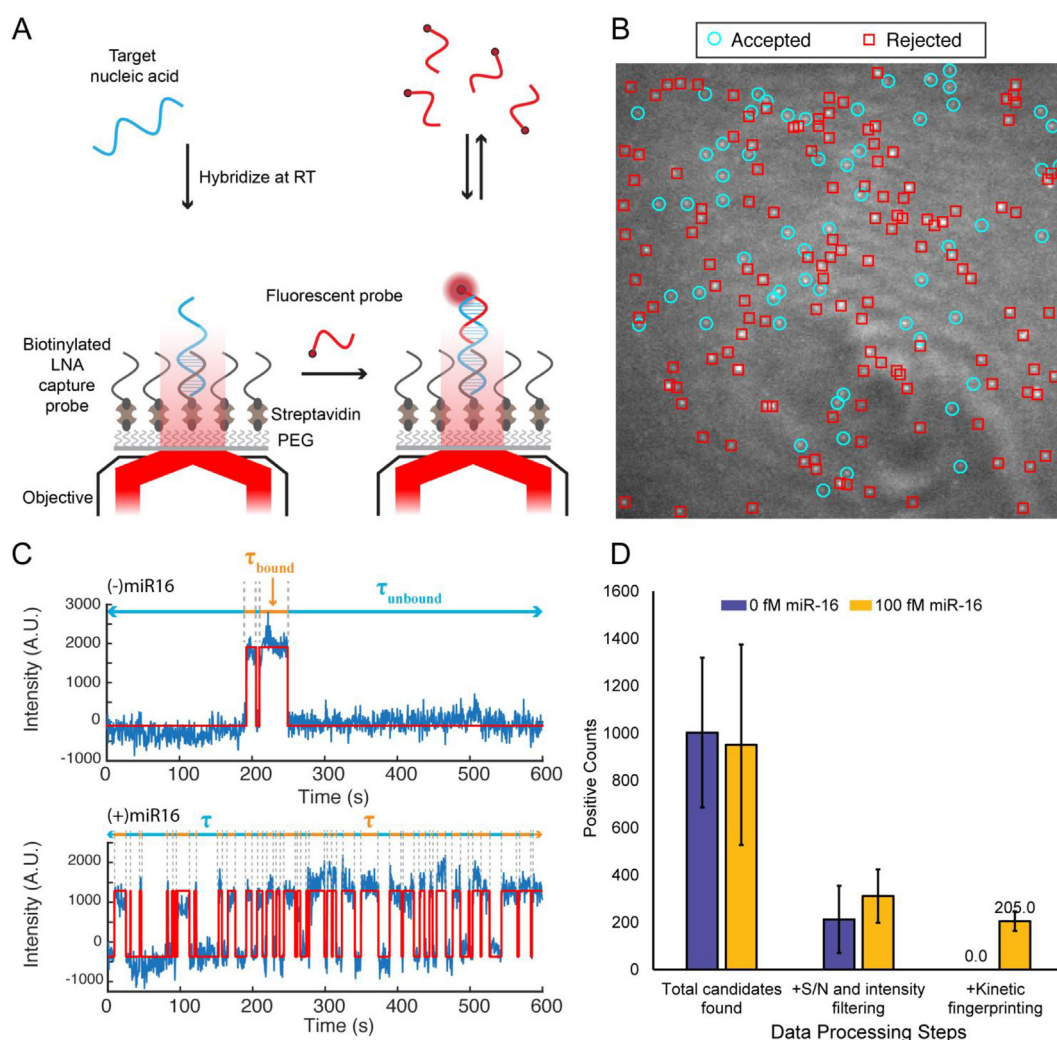 A
Target
nucleic acid
Hybridize at RT
Fluorescent probe
Biotinylated
LNA
capture
probe
Streptavidin
PEG
Objective
B
Accepted Rejected
C
(-)miR16
τbound
τunbound
Intensity (A.U.)
3000
2000
1000
0
-1000
0 100 200 300 400 500 600
Time (s)
(+)miR16
τ τ
Intensity (A.U.)
2000
1000
0
-1000
0 100 200 300 400 500 600
Time (s)
D
Positive Counts
1600
1400
1200
1000
800
600
400
200
0
0 fM miR-16 100 fM miR-16
205.0
0.0
Total candidates
found
+S/N and intensity
filtering
+Kinetic
fingerprinting
Data Processing Steps